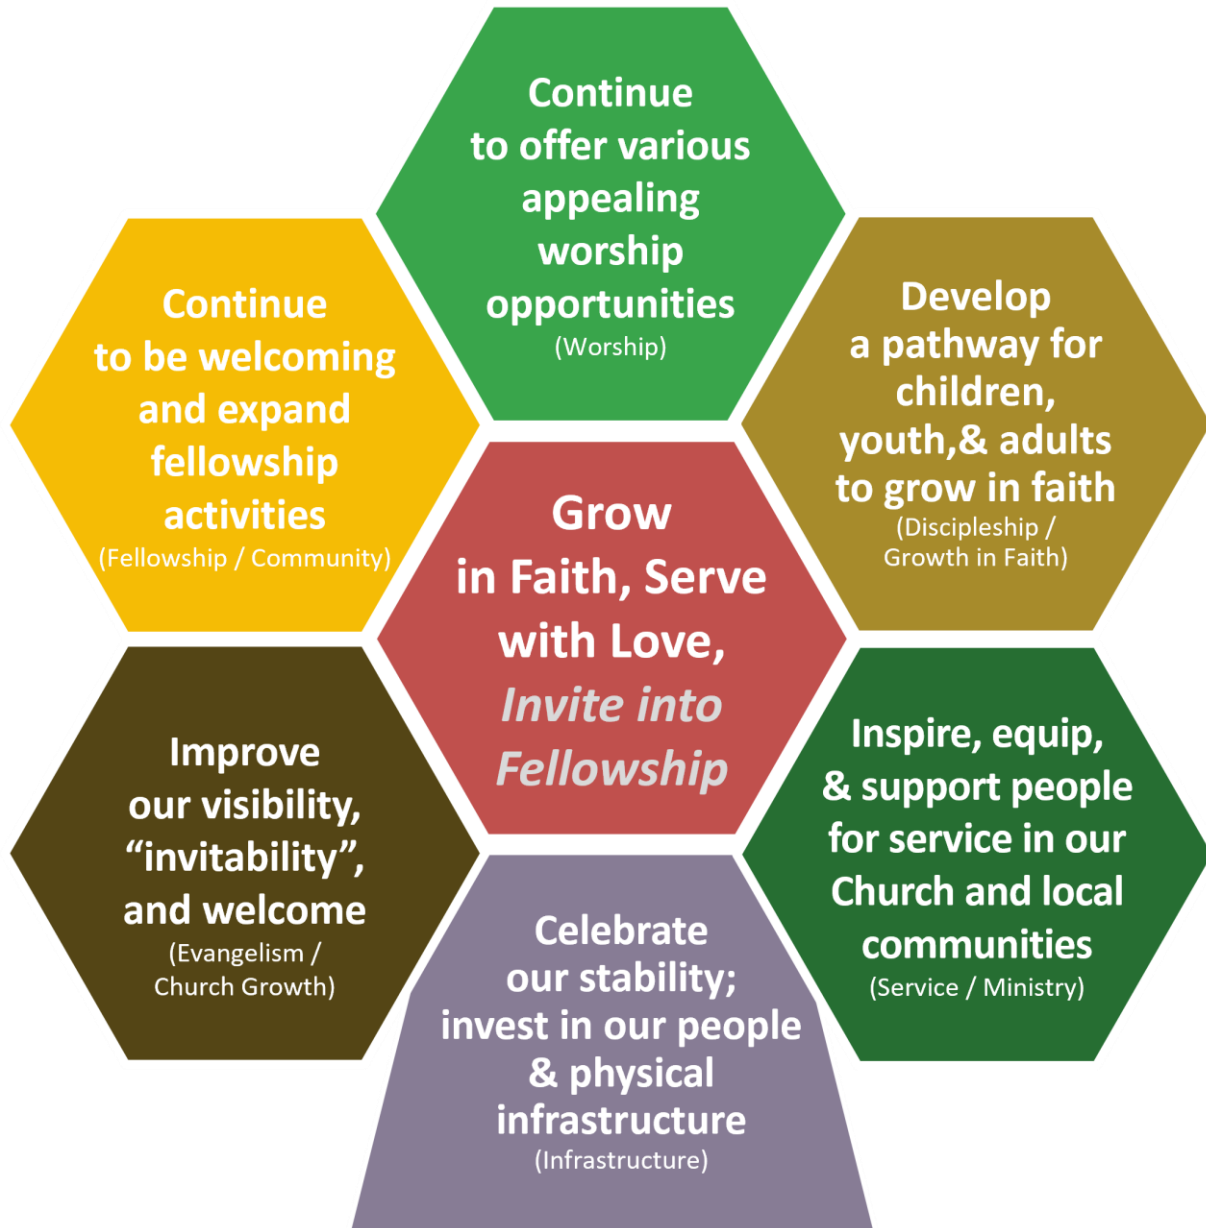 Continue
to offer various
appealing
worship
opportunities
(Worship)
Continue
to be welcoming
and expand
fellowship
activities
(Fellowship / Community)
Develop
a pathway for
children,
youth,& adults
to grow in faith
(Discipleship /
Growth in Faith)
Grow
in Faith, Serve
with Love,
Invite into
Fellowship
Improve
our visibility,
“invitability”,
and welcome
(Evangelism /
Church Growth)
Inspire, equip,
& support people
for service in our
Church and local
communities
(Service / Ministry)
Celebrate
our stability;
invest in our people
& physical
infrastructure
(Infrastructure)